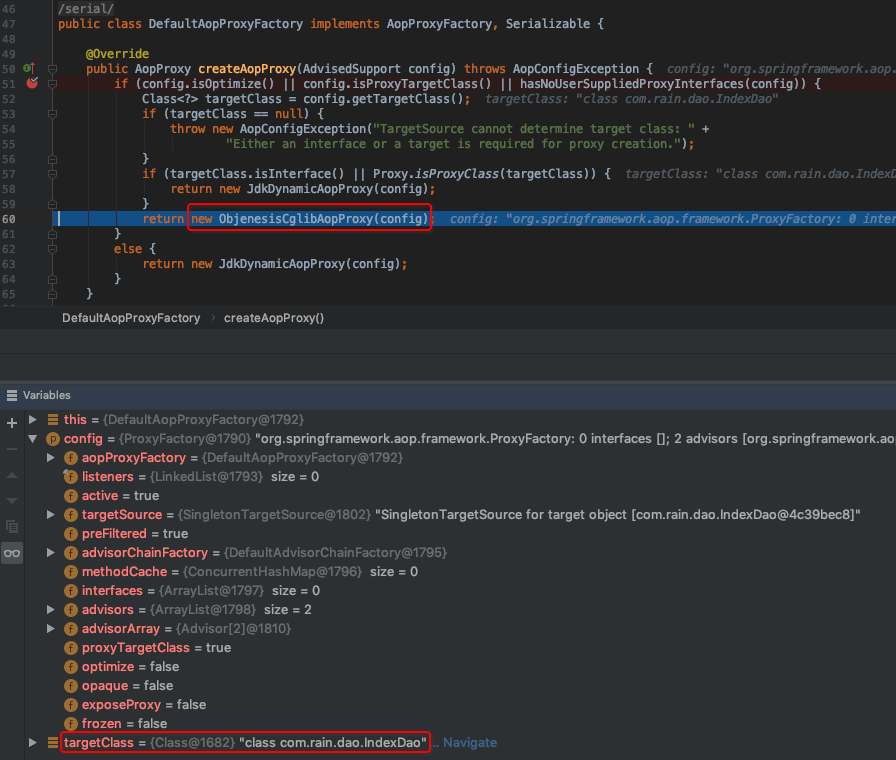 46 /serial/
47 public class DefaultAopProxyFactory implements AopProxyFactory, Serializable {
48
49 @Override
50 public AopProxy createAopProxy(AdvisedSupport config) throws AopConfigException { config: "org.springframework.aop.
51 if (config.isOptimize() || config.isProxyTargetClass() || hasNoUserSuppliedProxyInterfaces(config)) {
52 Class<?> targetClass = config.getTargetClass(); targetClass: "class com.rain.dao.IndexDao"
53 if (targetClass == null) {
54 throw new AopConfigException("TargetSource cannot determine target class: " +
55 "Either an interface or a target is required for proxy creation.");
56 }
57 if (targetClass.isInterface() || Proxy.isProxyClass(targetClass)) { targetClass: "class com.rain.dao.IndexDa
58 return new JdkDynamicAopProxy(config);
59 }
60 return new ObjenesisCglibAopProxy(config); config: "org.springframework.aop.framework.ProxyFactory: 0 inter
61 }
62 else {
63 return new JdkDynamicAopProxy(config);
64 }
65 }
DefaultAopProxyFactory › createAopProxy()
Variables
this = {DefaultAopProxyFactory@1792}
config = {ProxyFactory@1790} "org.springframework.aop.framework.ProxyFactory: 0 interfaces []; 2 advisors [org.springframework.ao
aopProxyFactory = {DefaultAopProxyFactory@1792}
listeners = {LinkedList@1793} size = 0
active = true
targetSource = {SingletonTargetSource@1802} "SingletonTargetSource for target object [com.rain.dao.IndexDao@4c39bec8]"
preFiltered = true
advisorChainFactory = {DefaultAdvisorChainFactory@1795}
methodCache = {ConcurrentHashMap@1796} size = 0
interfaces = {ArrayList@1797} size = 0
advisors = {ArrayList@1798} size = 2
advisorArray = {Advisor[2]@1810}
proxyTargetClass = true
optimize = false
opaque = false
exposeProxy = false
frozen = false
targetClass = {Class@1682} "class com.rain.dao.IndexDao" ... Navigate